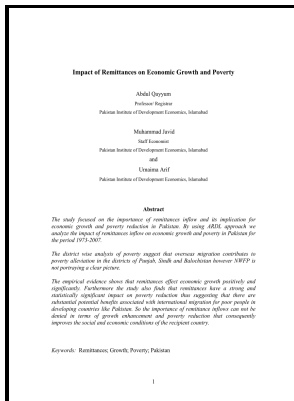 Impact of Remittances on Economic Growth and Poverty
Abdul Qayyum
Professor/ Registrar
Pakistan Institute of Development Economics, Islamabad
Muhammad Javid
Staff Economist
Pakistan Institute of Development Economics, Islamabad
and
Umaima Arif
Pakistan Institute of Development Economics, Islamabad
Abstract
The study focused on the importance of remittances inflow and its implication for
economic growth and poverty reduction in Pakistan. By using ARDL approach we
analyze the impact of remittances inflow on economic growth and poverty in Pakistan for
the period 1973-2007.
The district wise analysis of poverty suggest that overseas migration contributes to
poverty alleviation in the districts of Punjab, Sindh and Balochistan however NWFP is
not portraying a clear picture.
The empirical evidence shows that remittances effect economic growth positively and
significantly. Furthermore the study also finds that remittances have a strong and
statistically significant impact on poverty reduction thus suggesting that there are
substantial potential benefits associated with international migration for poor people in
developing countries like Pakistan. So the importance of remittances inflows can not be
denied in terms of growth enhancement and poverty reduction that consequently
improves the social and economic conditions of the recipient country.
Keywords: Remittances; Growth; Poverty; Pakistan
1